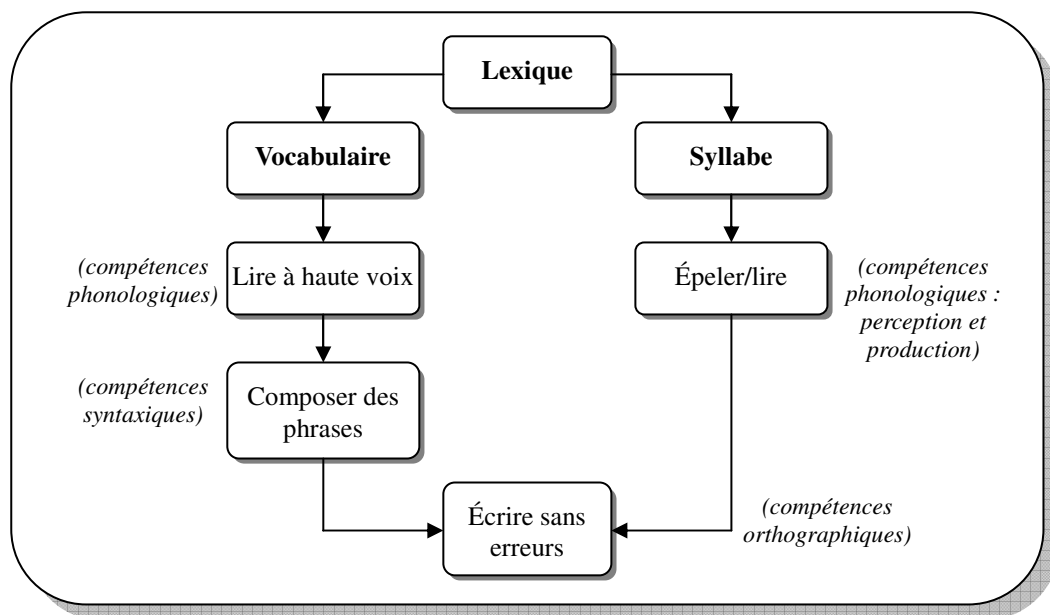 Lexique
Vocabulaire
Syllabe
(compétences
phonologiques)
Lire à haute voix
Épeler/lire
(compétences
phonologiques :
perception et
production)
(compétences
syntaxiques)
Composer des
phrases
Écrire sans
erreurs
(compétences
orthographiques)